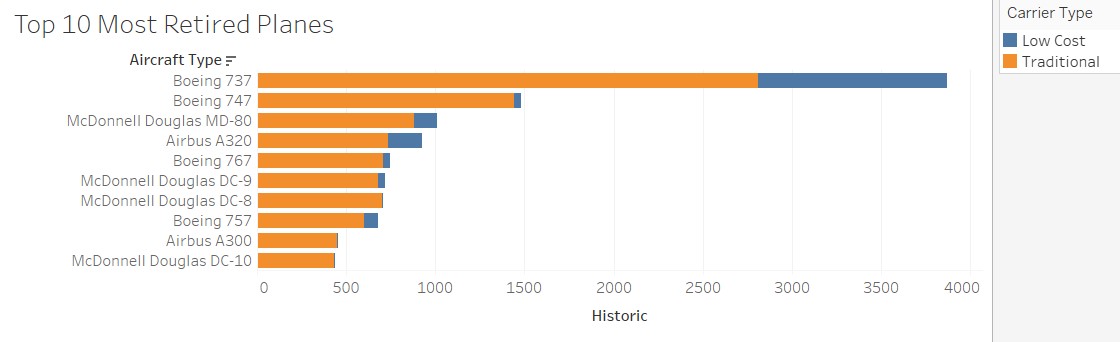 Top 10 Most Retired Planes
Carrier Type
Low Cost
Traditional
Aircraft Type
Boeing 737
Boeing 747
McDonnell Douglas MD-80
Airbus A320
Boeing 767
McDonnell Douglas DC-9
McDonnell Douglas DC-8
Boeing 757
Airbus A300
McDonnell Douglas DC-10
0 500 1000 1500 2000 2500 3000 3500 4000
Historic